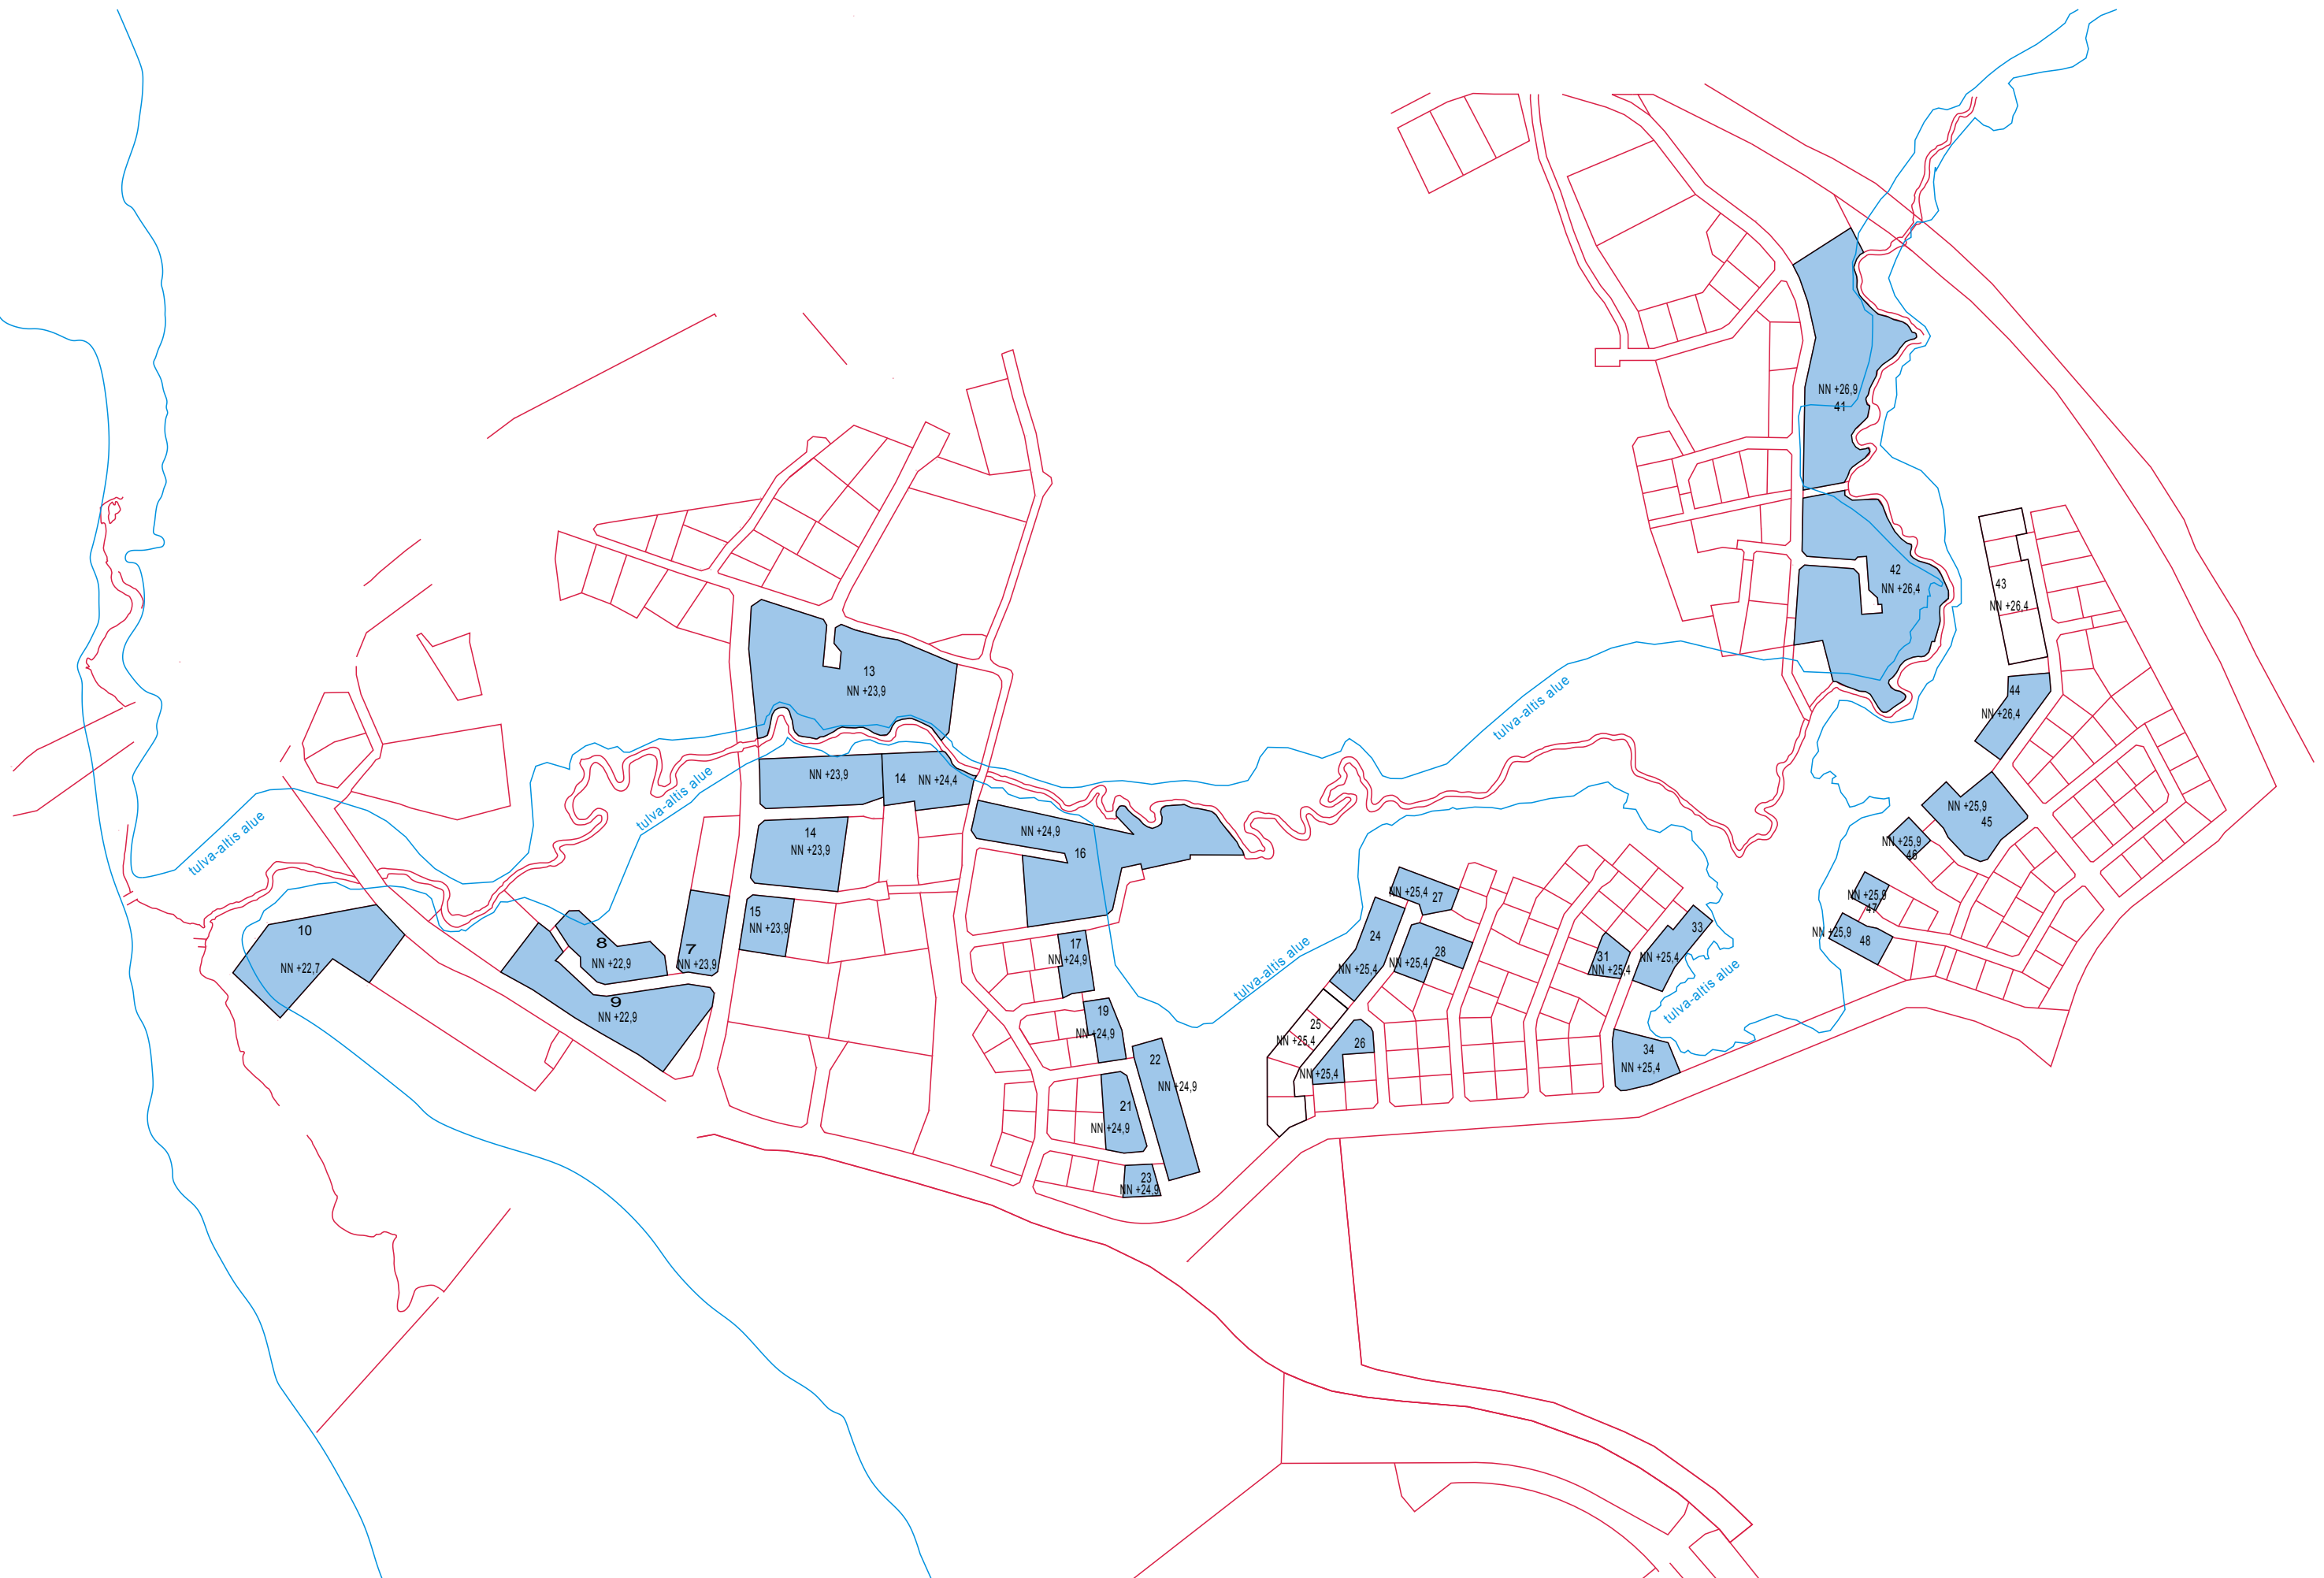 NN +26,9
41
42
NN +26,4
43
NN +26,4
44
NN +26,4
NN +25,9
45
NN +25,9
46
NN +25,9
47
NN +25,9
48
tulva-altis alue
13
NN +23,9
NN +23,9
14
NN +24,4
14
NN +23,9
15
NN +23,9
NN +24,9
16
tulva-altis alue
tulva-altis alue
10
NN +22,7
8
NN +22,9
7
NN +23,9
9
NN +22,9
17
NN +24,9
19
NN +24,9
22
NN +24,9
21
NN +24,9
23
NN +24,9
tulva-altis alue
NN +25,4
27
24
NN +25,4
28
NN +25,4
25
NN +25,4
26
NN +25,4
31
NN +25,4
33
NN +25,4
tulva-altis alue
34
NN +25,4